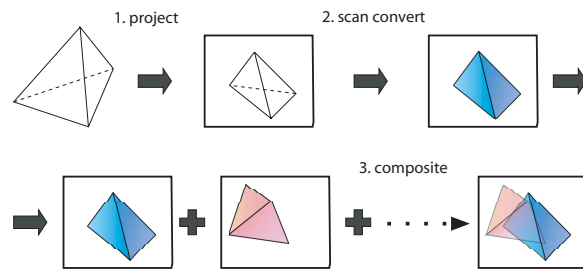 1. project
2. scan convert
3. composite